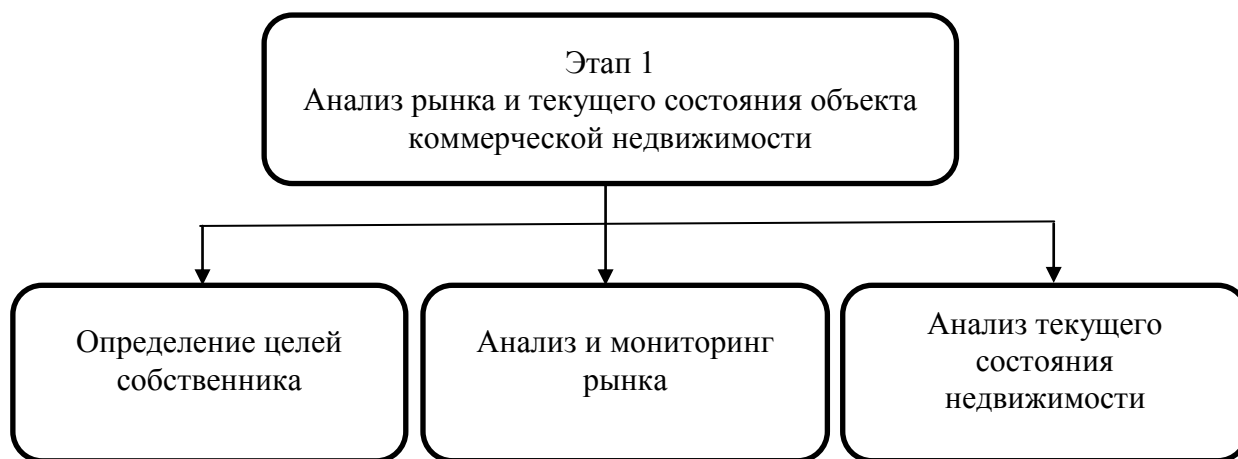 Этап 1
Анализ рынка и текущего состояния объекта
коммерческой недвижимости
Определение целей
собственника
Анализ и мониторинг
рынка
Анализ текущего
состояния
недвижимости